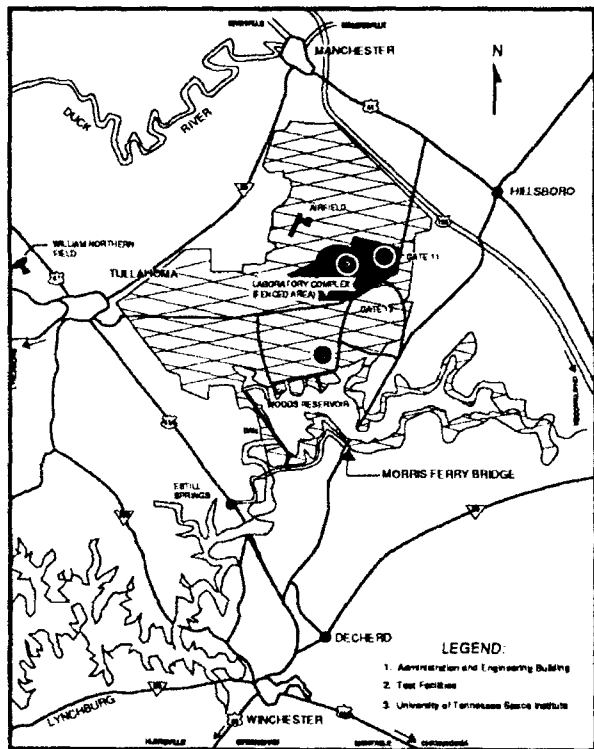 MANCHESTER
N
DUCK
RIVER
HILLSBORO
AIRFIELD
WILLIAM NORTHERN
FIELD
GATE 11
TULLAHOMA
LABORATORY COMPLEX
(FENCED AREA)
WOODS RESERVOIR
DAM
MORRIS FERRY BRIDGE
ESTILL
SPRINGS
DECHERD
LEGEND:
1. Administration and Engineering Building
2. Test Facilities
3. University of Tennessee Space Institute
LYNCHBURG
WINCHESTER
HUNTSVILLE